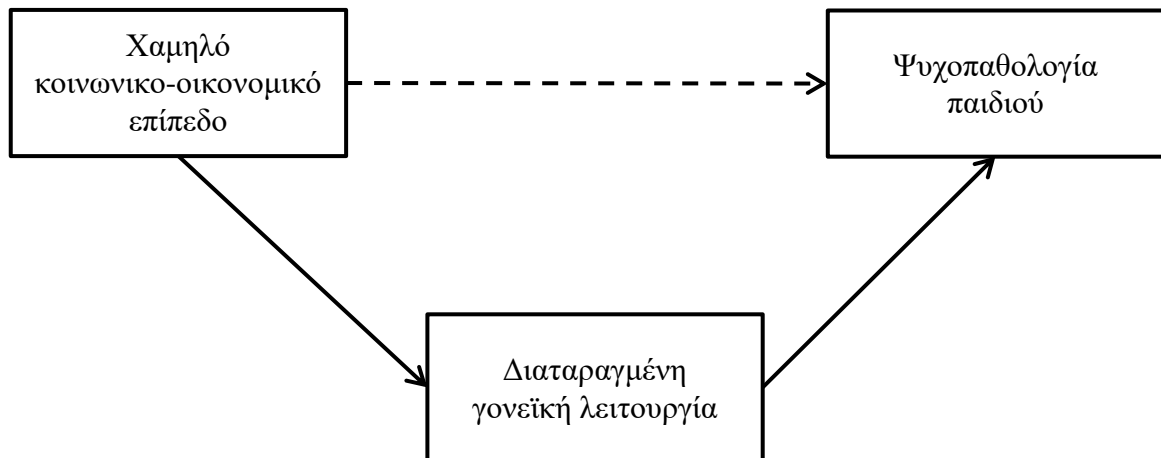 Χαμηλό
κοινωνικο-οικονομικό
επίπεδο
Ψυχοπαθολογία
παιδιού
Διαταραγμένη
γονεϊκή λειτουργία